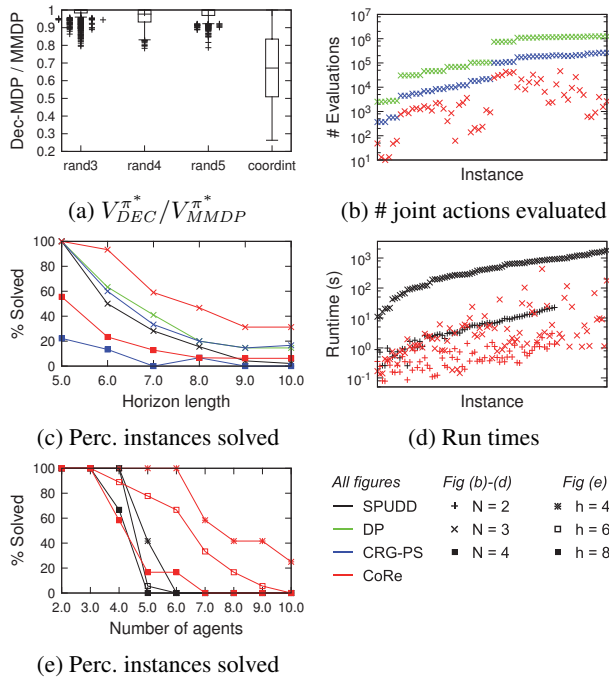 Dec-MDP / MMDP
1
0.9
0.8
0.7
0.6
0.5
0.4
0.3
0.2
rand3 rand4 rand5 coordint
(a) $V_{DEC}^{\pi^*}/V_{MMDP}^{\pi^*}$
# Evaluations
10^7
10^6
10^5
10^4
10^3
10^2
10^1
Instance
(b) # joint actions evaluated
% Solved
100
80
60
40
20
0
5.0 6.0 7.0 8.0 9.0 10.0
Horizon length
(c) Perc. instances solved
Runtime (s)
10^3
10^2
10^1
10^0
10^-1
Instance
(d) Run times
% Solved
100
80
60
40
20
0
2.0 3.0 4.0 5.0 6.0 7.0 8.0 9.0 10.0
Number of agents
(e) Perc. instances solved
All figures Fig (b)-(d) Fig (e)
SPUDD N = 2 h = 4
DP N = 3 h = 6
CRG-PS N = 4 h = 8
CoRe